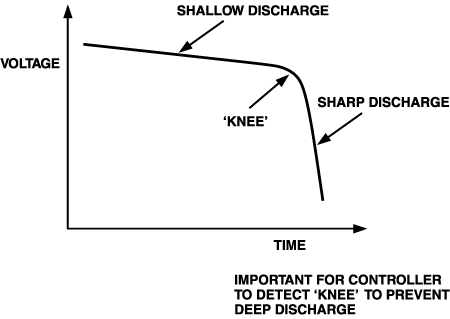 SHALLOW DISCHARGE
VOLTAGE
‘KNEE’
SHARP DISCHARGE
TIME
IMPORTANT FOR CONTROLLER
TO DETECT ‘KNEE’ TO PREVENT
DEEP DISCHARGE